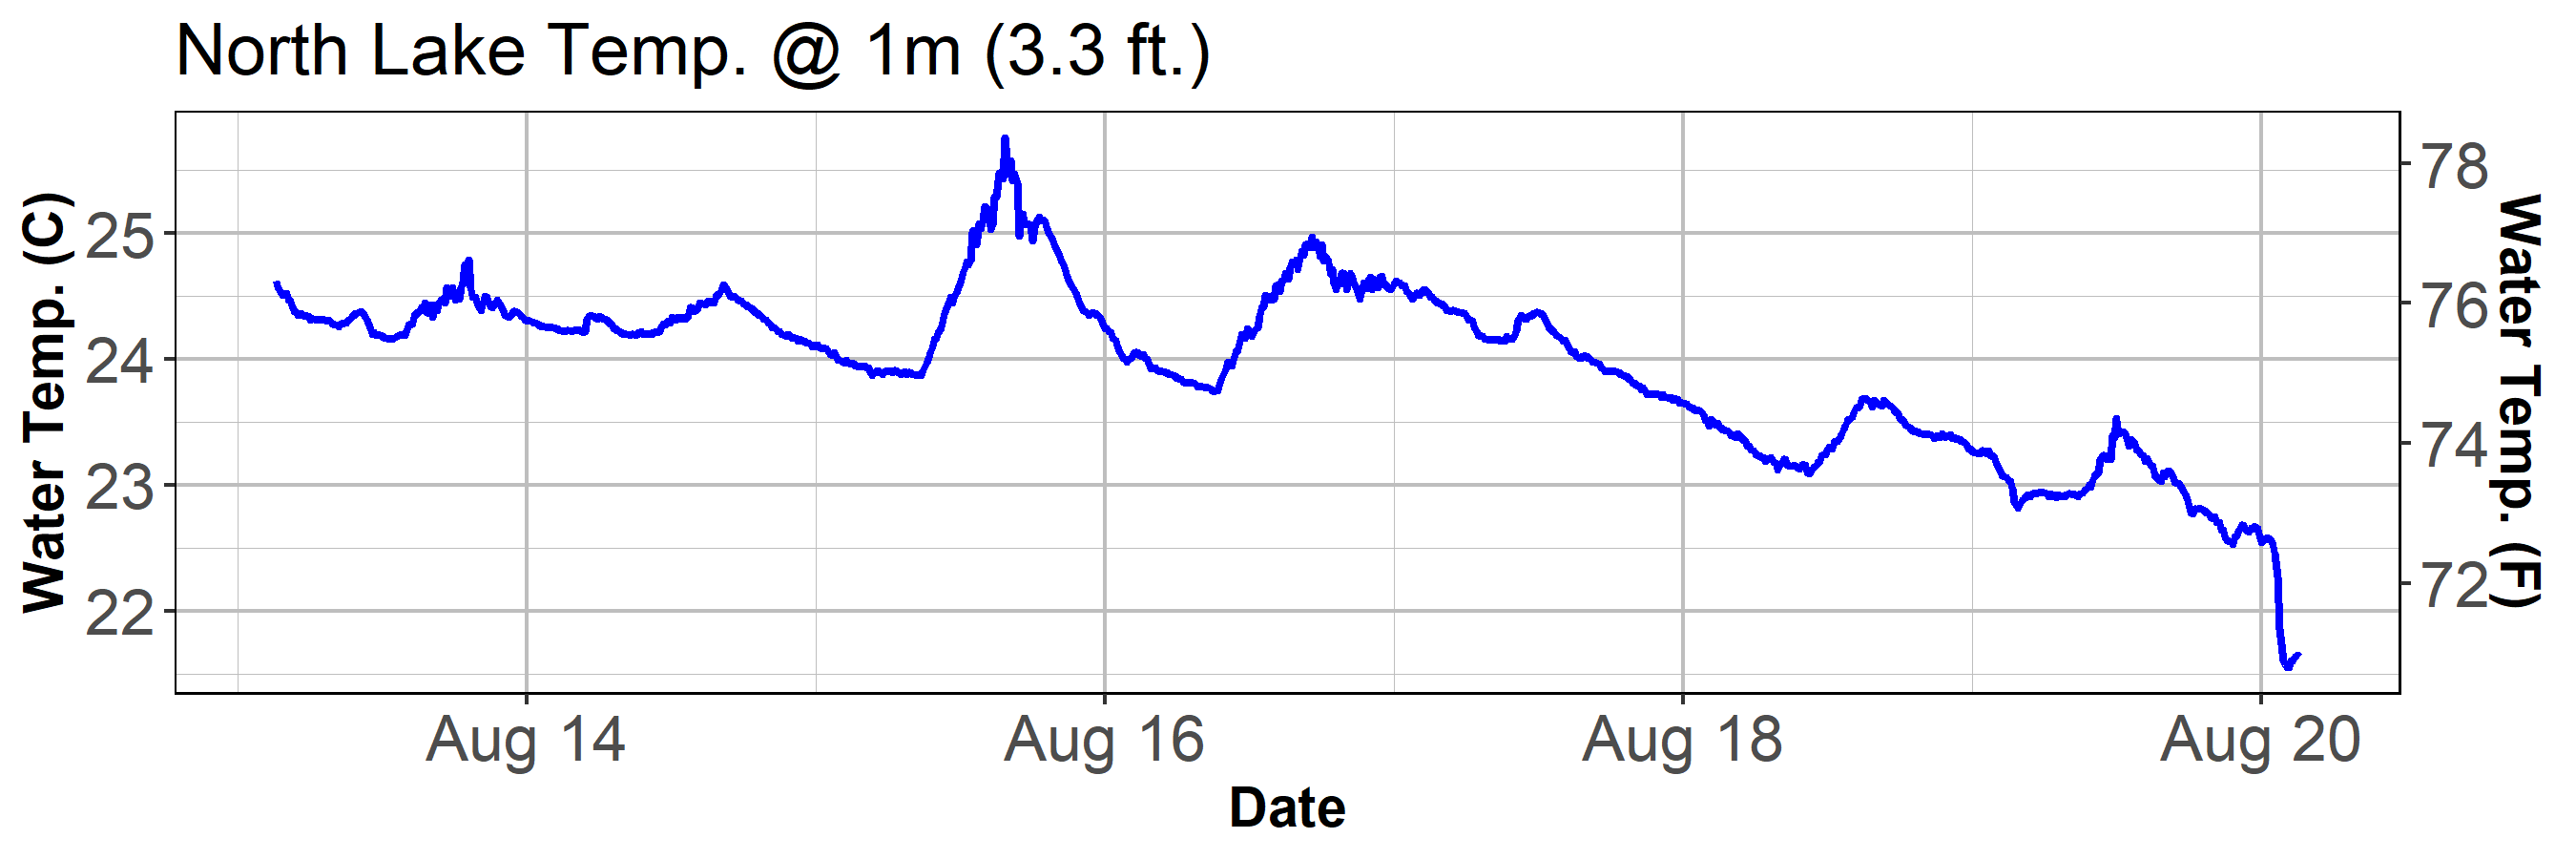 North Lake Temp. @ 1m (3.3 ft.)
Water Temp. (C)
25
24
23
22
78
76
74
72
Water Temp. (F)
Aug 14
Aug 16
Aug 18
Aug 20
Date